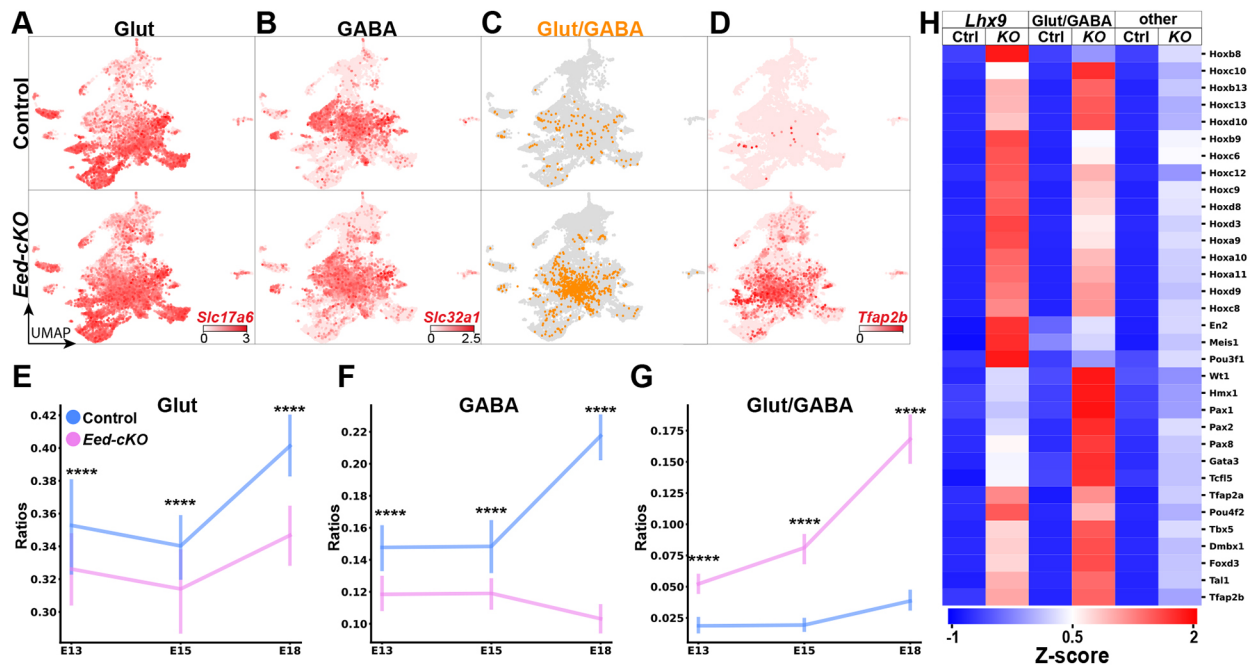 A Glut
B GABA
C Glut/GABA
D
Control
Eed-cKO
UMAP
Slc17a6
0 3
Slc32a1
0 2.5
Tfap2b
0
E Glut
Control
Eed-cKO
Ratios
0.42
0.40
0.38
0.36
0.34
0.32
0.30
****
****
****
E13 E15 E18
F GABA
Ratios
0.22
0.20
0.18
0.16
0.14
0.12
0.10
****
****
****
E13 E15 E18
G Glut/GABA
Ratios
0.175
0.150
0.125
0.100
0.075
0.050
0.025
****
****
****
E13 E15 E18
H Lhx9 Glut/GABA other
Ctrl KO Ctrl KO Ctrl KO
Hoxb8
Hoxc10
Hoxb13
Hoxc13
Hoxd10
Hoxb9
Hoxc6
Hoxc12
Hoxc9
Hoxd8
Hoxd3
Hoxa9
Hoxa10
Hoxa11
Hoxd9
Hoxc8
En2
Meis1
Pou3f1
Wt1
Hmx1
Pax1
Pax2
Pax8
Gata3
Tcfl5
Tfap2a
Pou4f2
Tbx5
Dmbx1
Foxd3
Tal1
Tfap2b
-1 0.5 2
Z-score